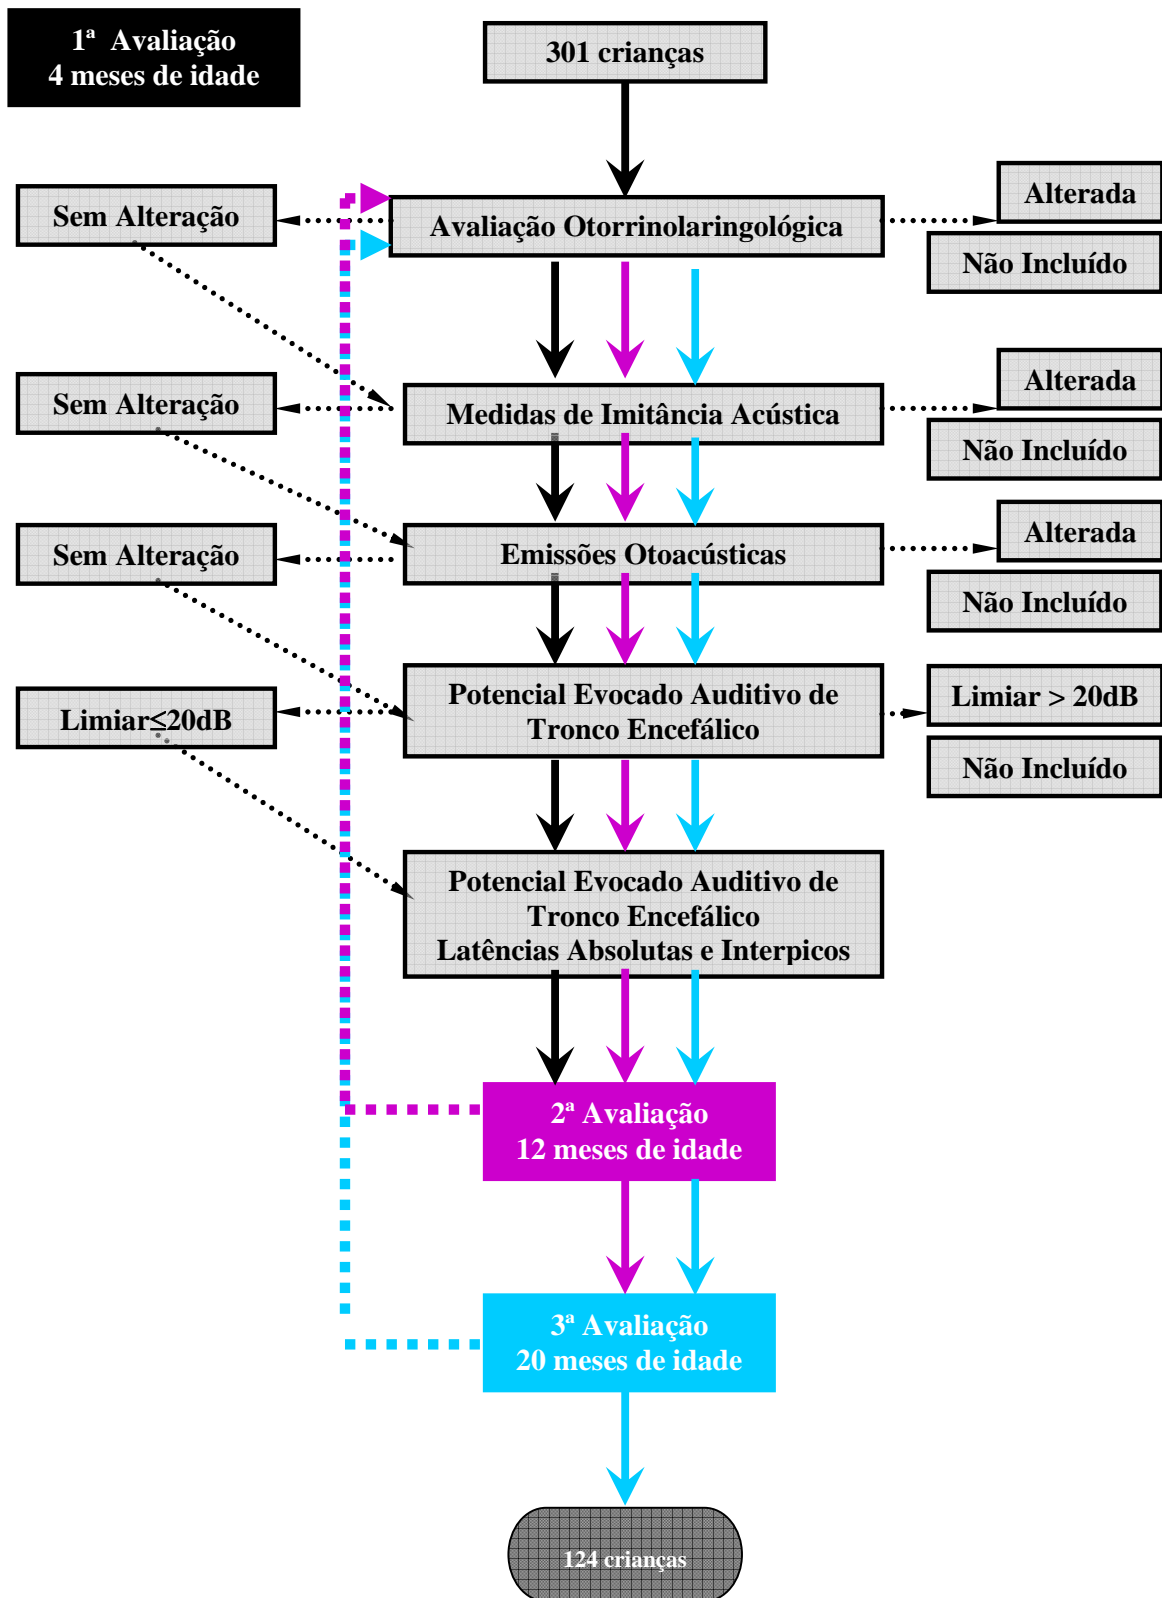 1ª Avaliação
4 meses de idade
301 crianças
Sem Alteração
Avaliação Otorrinolaringológica
Alterada
Não Incluído
Sem Alteração
Medidas de Imitância Acústica
Alterada
Não Incluído
Sem Alteração
Emissões Otoacústicas
Alterada
Não Incluído
Limiar≤20dB
Potencial Evocado Auditivo de
Tronco Encefálico
Limiar > 20dB
Não Incluído
Potencial Evocado Auditivo de
Tronco Encefálico
Latências Absolutas e Interpicos
2ª Avaliação
12 meses de idade
3ª Avaliação
20 meses de idade
124 crianças